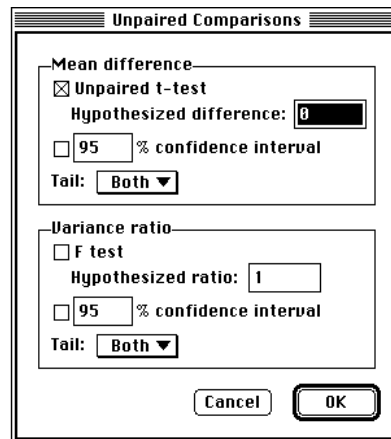 Unpaired Comparisons
Mean difference
Unpaired t-test
Hypothesized difference: 0
95 % confidence interval
Tail: Both
Variance ratio
F test
Hypothesized ratio: 1
95 % confidence interval
Tail: Both
Cancel OK